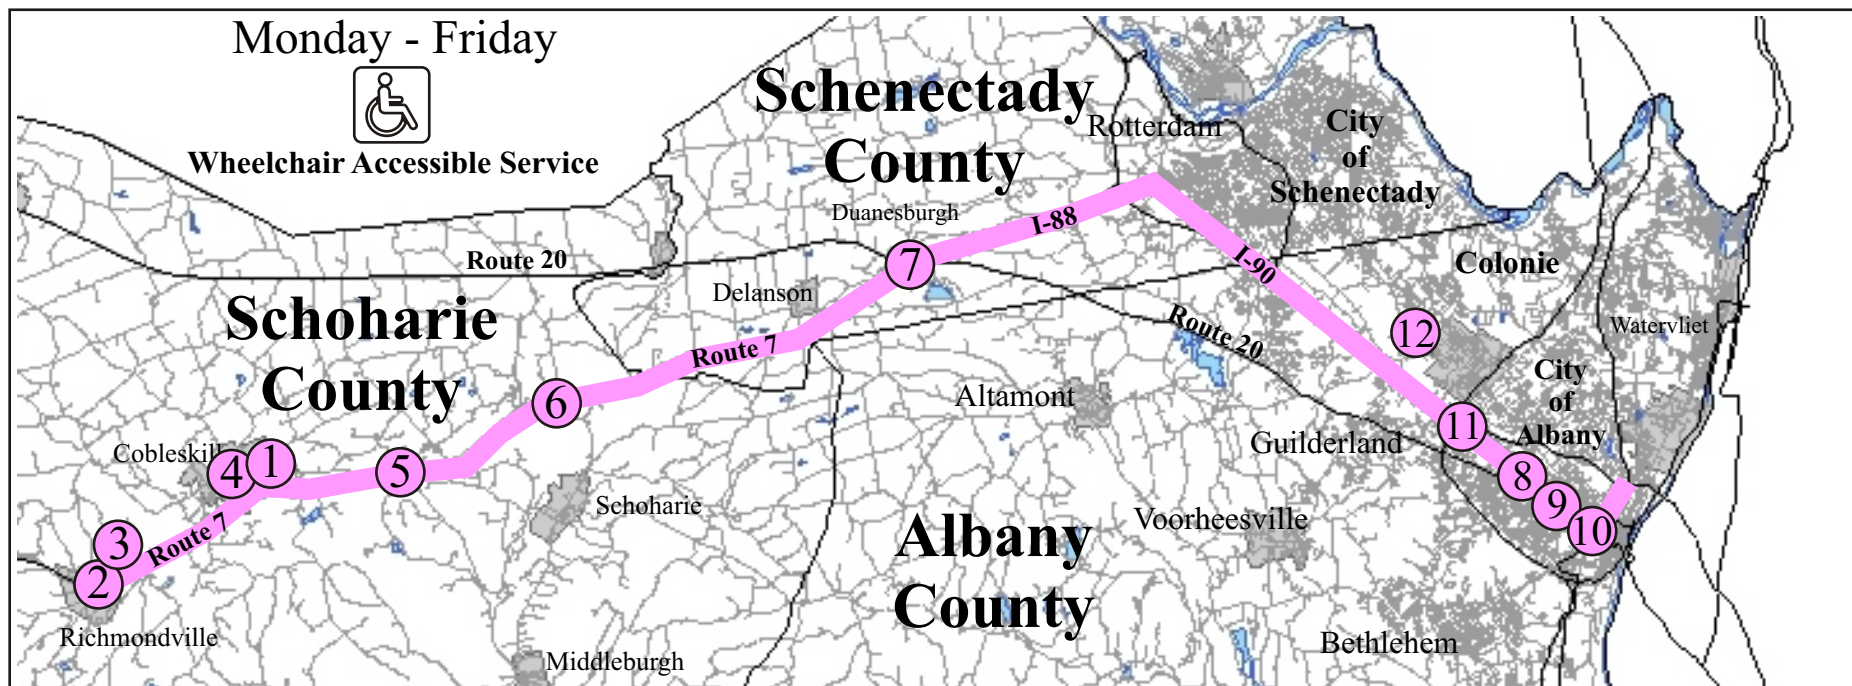 Monday - Friday
Wheelchair Accessible Service
Schenectady
County
Rotterdam
City
of
Schenectady
Duanesburgh
I-88
7
Route 20
I-90
Colonie
Delanson
Schoharie
County
Route 7
Route 20
12
Watervliet
City
of
Albany
Altamont
6
11
Guilderland
Cobleskill
4
1
5
8
9
10
Schoharie
Voorheesville
Albany
County
3
2
Route 7
Richmondville
Middleburgh
Bethlehem